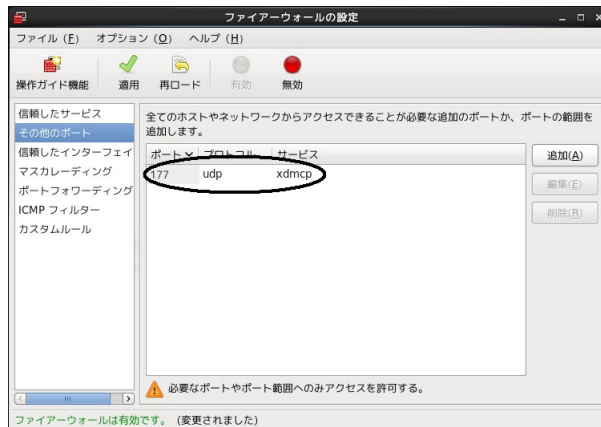 ファイアーウォールの設定
ファイル (F) オプション (O) ヘルプ (H)
操作ガイド機能 適用 再ロード 有効 無効
信頼したサービス
その他のポート
信頼したインターフェイ
マスカレーディング
ポートフォワーディング
ICMP フィルター
カスタムルール
全てのホストやネットワークからアクセスできることが必要な追加のポートか、ポートの範囲を
追加します。
ポート プロトコル サービス
177 udp xdmcp
追加(A)
編集(E)
削除(R)
必要なポートやポート範囲へのみアクセスを許可する。
ファイアーウォールは有効です。 (変更されました)